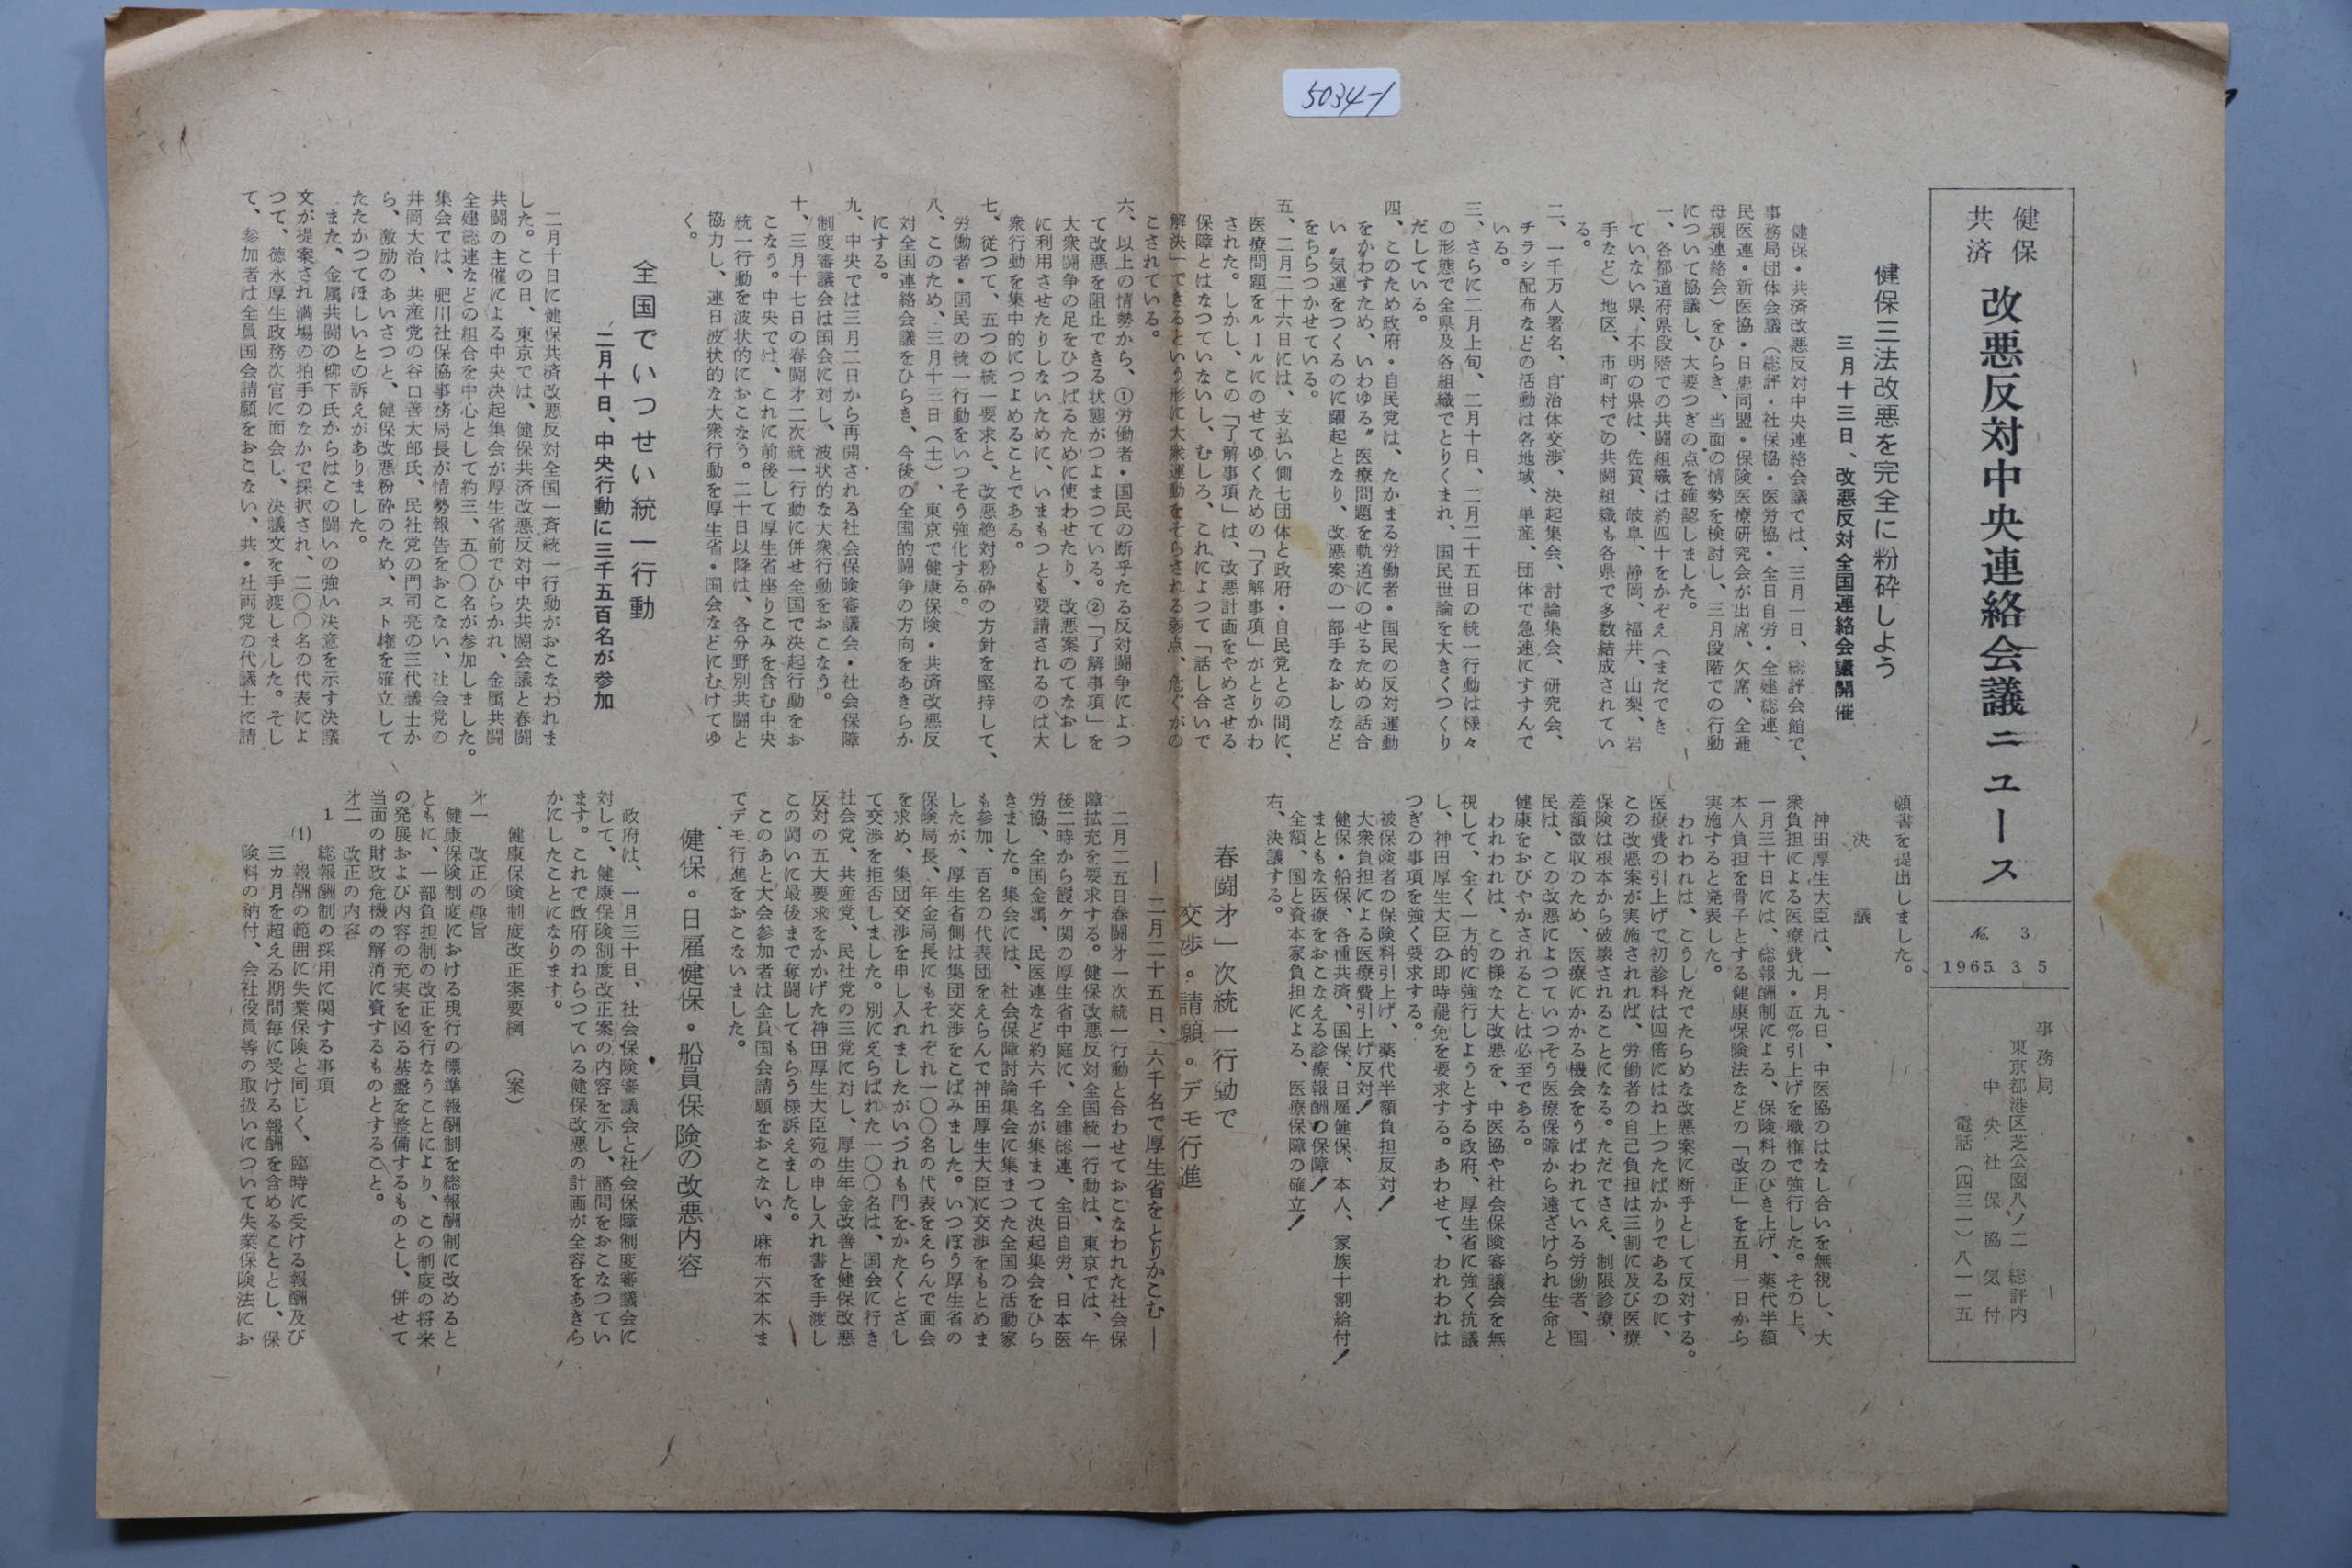 5034-1
健保
共済
改悪反対中央連絡会議ニュース
№ 3
1965 3 5
事務局
東京都港区芝公園八ノ二 総評内
中央社保協気付
電話(四三一)八一一五
健保三法改悪を完全に粉砕しよう
三月十三日、改悪反対全国連絡会議開催
健保・共済改悪反対中央連絡会議では、三月一日、総評会館で、
事務局団体会議(総評・社保協・医労協・全日自労・全建総連、
民医連・新医協・日患同盟・保険医療研究会が出席、欠席、全逓
母親連絡会)をひらき、当面の情勢を検討し、三月段階での行動
について協議し、大要つぎの点を確認しました。
一、各都道府県段階での共闘組織は約四十をかぞえ(まだでき
ていない県、不明の県は、佐賀、岐阜、静岡、福井、山梨、岩
手など)地区、市町村での共闘組織も各県で多数結成されてい
る。
二、一千万人署名、自治体交渉、決起集会、討論集会、研究会、
チラシ配布などの活動は各地域、単産、団体で急速にすすんで
いる。
三、さらに二月上旬、二月十日、二月二十五日の統一行動は様々
の形態で全県及各組織でとりくまれ、国民世論を大きくつくり
だしている。
四、このため政府・自民党は、たかまる労働者・国民の反対運動
をかわすため、いわゆる〝医療問題を軌道にのせるための話合
い〟気運をつくるのに躍起となり、改悪案の一部手なおしなど
をちらつかせている。
五、二月二十六日には、支払い側七団体と政府・自民党との間に、
医療問題をルールにのせてゆくための「了解事項」がとりかわ
された。しかし、この「了解事項」は、改悪計画をやめさせる
保障とはなつていないし、むしろ、これによつて「話し合いで
解決」できるという形に大衆運動をそらされる弱点、危ぐがの
こされている。
六、以上の情勢から、①労働者・国民の断乎たる反対闘争によつ
て改悪を阻止できる状態がつよまつている。②「了解事項」を
大衆闘争の足をひつぱるために使わせたり、改悪案のてなおし
に利用させたりしないために、いまもつとも要請されるのは大
衆行動を集中的につよめることである。
七、従つて、五つの統一要求と、改悪絶対粉砕の方針を堅持して、
労働者・国民の統一行動をいつそう強化する。
八、このため、三月十三日(土)、東京で健康保険・共済改悪反
対全国連絡会議をひらき、今後の全国的闘争の方向をあきらか
にする。
九、中央では三月二日から再開される社会保険審議会・社会保障
制度審議会は国会に対し、波状的な大衆行動をおこなう。
十、三月十七日の春闘才二次統一行動に併せ全国で決起行動をお
こなう。中央では、これに前後して厚生省座りこみを含む中央
統一行動を波状的におこなう。二十日以降は、各分野別共闘と
協力し、連日波状的な大衆行動を厚生省・国会などにむけてゆ
く。
全国でいつせい統一行動
二月十日、中央行動に三千五百名が参加
二月十日に健保共済改悪反対全国一斉統一行動がおこなわれま
した。この日、東京では、健保共済改悪反対中央共闘会議と春闘
共闘の主催による中央決起集会が厚生省前でひらかれ、金属共闘
全建総連などの組合を中心として約三、五〇〇名が参加しました。
集会では、肥川社保協事務局長が情勢報告をおこない、社会党の
井岡大治、共産党の谷口善太郎氏、民社党の門司亮の三代議士か
ら、激励のあいさつと、健保改悪粉砕のため、スト権を確立して
たたかつてほしいとの訴えがありました。
また、金属共闘の柳下氏からはこの闘いの強い決意を示す決議
文が提案され満場の拍手のなかで採択され、二〇〇名の代表によ
つて、徳永厚生政務次官に面会し、決議文を手渡しました。そし
て、参加者は全員国会請願をおこない、共・社両党の代議士に請
願書を提出しました。
決議
神田厚生大臣は、一月九日、中医協のはなし合いを無視し、大
衆負担による医療費九・五%引上げを職権で強行した。その上、
一月三十日には、総報酬制による、保険料のひき上げ、薬代半額
本人負担を骨子とする健康保険法などの「改正」を五月一日から
実施すると発表した。
われわれは、こうしたでたらめな改悪案に断乎として反対する。
医療費の引上げで初診料は四倍にはね上つたばかりであるのに、
この改悪案が実施されれば、労働者の自己負担は三割に及び医療
保険は根本から破壊されることになる。ただでさえ、制限診療、
差額徴収のため、医療にかかる機会をうばわれている労働者、国
民は、この改悪によつていつそう医療保障から遠ざけられ生命と
健康をおびやかされることは必至である。
われわれは、この様な大改悪を、中医協や社会保険審議会を無
視して、全く一方的に強行しようとする政府、厚生省に強く抗議
し、神田厚生大臣の即時罷免を要求する。あわせて、われわれは
つぎの事項を強く要求する。
被保険者の保険料引上げ、薬代半額負担反対!
大衆負担による医療費引上げ反対!
健保・船保、各種共済、国保、日雇健保、本人、家族十割給付!
まともな医療をおこなえる診療報酬の保障!
全額、国と資本家負担による、医療保障の確立!
右、決議する。
春闘才一次統一行動で
交渉。請願。デモ行進
―二月二十五日、六千名で厚生省をとりかこむ―
二月二五日春闘才一次統一行動と合わせておこなわれた社会保
障拡充を要求する。健保改悪反対全国統一行動は、東京では、午
後二時から霞ヶ関の厚生省中庭に、全建総連、全日自労、日本医
労協、全国金属、民医連など約六千名が集まつて決起集会をひら
きました。集会には、社会保障討論集会に集まつた全国の活動家
も参加、百名の代表団をえらんで神田厚生大臣に交渉をもとめま
したが、厚生省側は集団交渉をこばみました。いつぽう厚生省の
保険局長、年金局長にもそれぞれ一〇〇名の代表をえらんで面会
を求め、集団交渉を申し入れましたがいづれも門をかたくとざし
て交渉を拒否しました。別にえらばれた一〇〇名は、国会に行き
社会党、共産党、民社党の三党に対し、厚生年金改善と健保改悪
反対の五大要求をかかげた神田厚生大臣宛の申し入れ書を手渡し
この闘いに最後まで奮闘してもらう様訴えました。
このあと大会参加者は全員国会請願をおこない、麻布六本木ま
でデモ行進をおこないました。
健保。日雇健保。船員保険の改悪内容
政府は、一月三十日、社会保険審議会と社会保障制度審議会に
対して、健康保険制度改正案の内容を示し、諮問をおこなつてい
ます。これで政府のねらつている健保改悪の計画が全容をあきら
かにしたことになります。
健康保険制度改正案要綱 (案)
才一 改正の趣旨
健康保険制度における現行の標準報酬制を総報酬制に改めると
ともに、一部負担制の改正を行なうことにより、この制度の将来
の発展および内容の充実を図る基盤を整備するものとし、併せて
当面の財政危機の解消に資するものとすること。
才二 改正の内容
1 総報酬制の採用に関する事項
(1) 報酬の範囲に失業保険と同じく、臨時に受ける報酬及び
三カ月を超える期間毎に受ける報酬を含めることとし、保
険料の納付、会社役員等の取扱いについて失業保険法にお